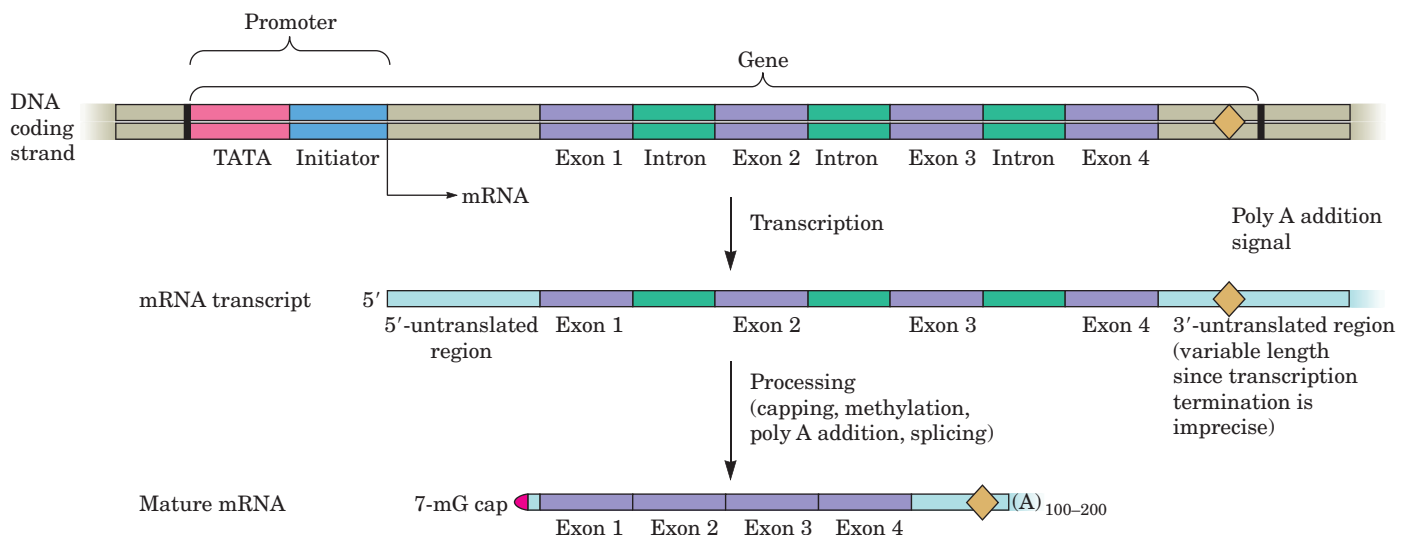 Promoter
Gene
DNA
coding
strand
TATA Initiator Exon 1 Intron Exon 2 Intron Exon 3 Intron Exon 4
mRNA
Transcription
Poly A addition
signal
mRNA transcript 5′
5′-untranslated
region
Exon 1 Exon 2 Exon 3 Exon 4
3′-untranslated region
(variable length
since transcription
termination is
imprecise)
Processing
(capping, methylation,
poly A addition, splicing)
Mature mRNA 7-mG cap (A) 100–200
Exon 1 Exon 2 Exon 3 Exon 4